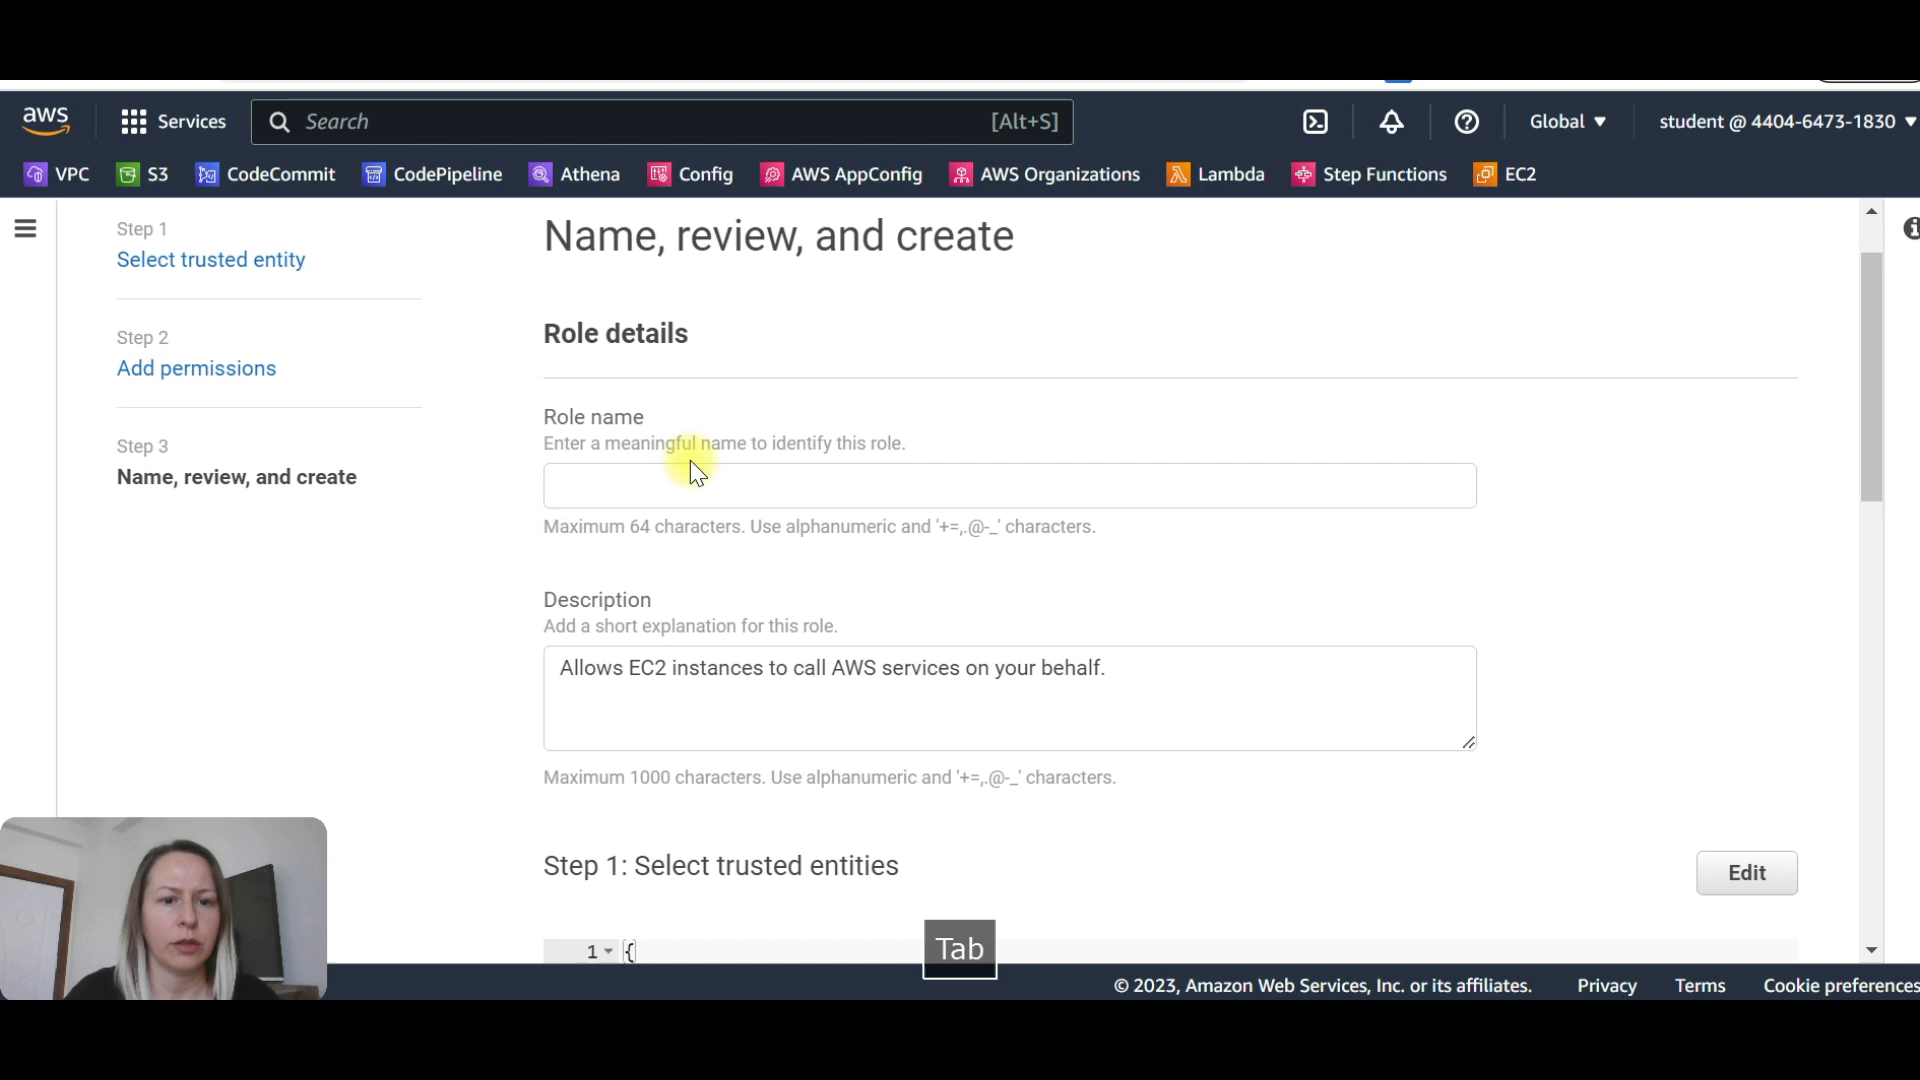 aws
Services
Search
[Alt+S]
Global ▼
student @ 4404-6473-1830 ▼
VPC
S3
CodeCommit
CodePipeline
Athena
Config
AWS AppConfig
AWS Organizations
Lambda
Step Functions
EC2
Step 1
Select trusted entity
Step 2
Add permissions
Step 3
Name, review, and create
Name, review, and create
Role details
Role name
Enter a meaningful name to identify this role.
Maximum 64 characters. Use alphanumeric and '+=,.@-_' characters.
Description
Add a short explanation for this role.
Allows EC2 instances to call AWS services on your behalf.
Maximum 1000 characters. Use alphanumeric and '+=,.@-_' characters.
Step 1: Select trusted entities
Edit
1 {
Tab
© 2023, Amazon Web Services, Inc. or its affiliates.
Privacy
Terms
Cookie preferences